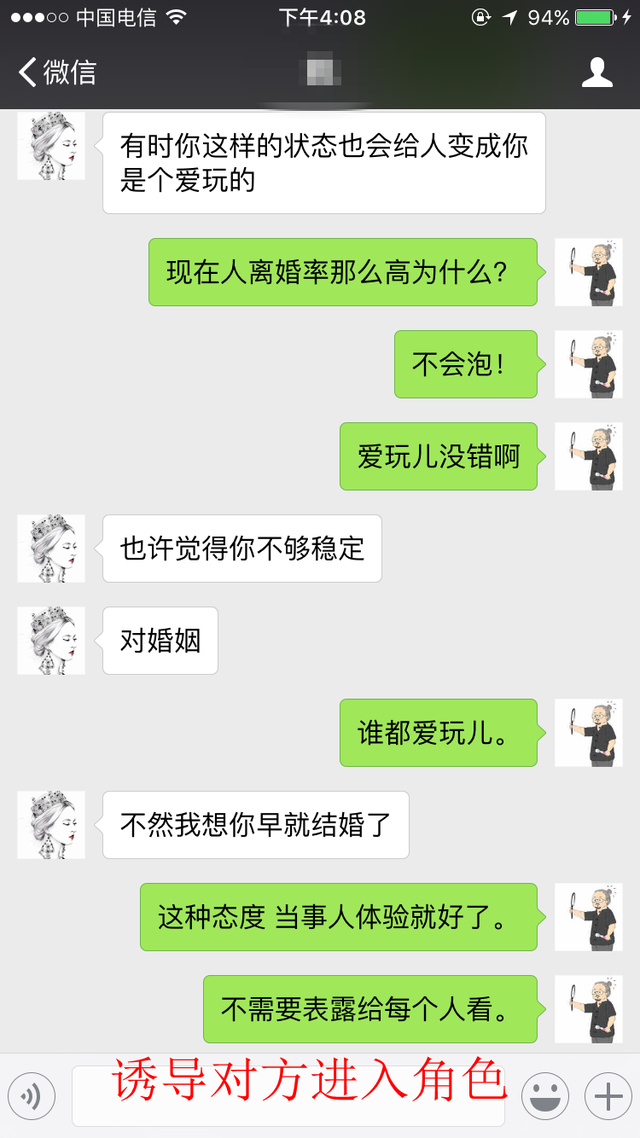 中国电信 下午4:08 94%
微信
有时你这样的状态也会给人变成你
是个爱玩的
现在人离婚率那么高为什么？
不会泡！
爱玩儿没错啊
也许觉得你不够稳定
对婚姻
谁都爱玩儿。
不然我想你早就结婚了
这种态度 当事人体验就好了。
不需要表露给每个人看。
诱导对方进入角色